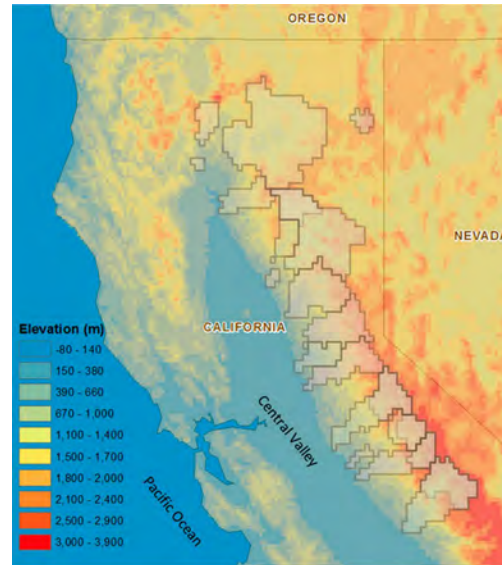 OREGON
NEVADA
CALIFORNIA
Elevation (m)
-80 - 140
150 - 380
390 - 660
670 - 1,000
1,100 - 1,400
1,500 - 1,700
1,800 - 2,000
2,100 - 2,400
2,500 - 2,900
3,000 - 3,900
Central Valley
Pacific Ocean